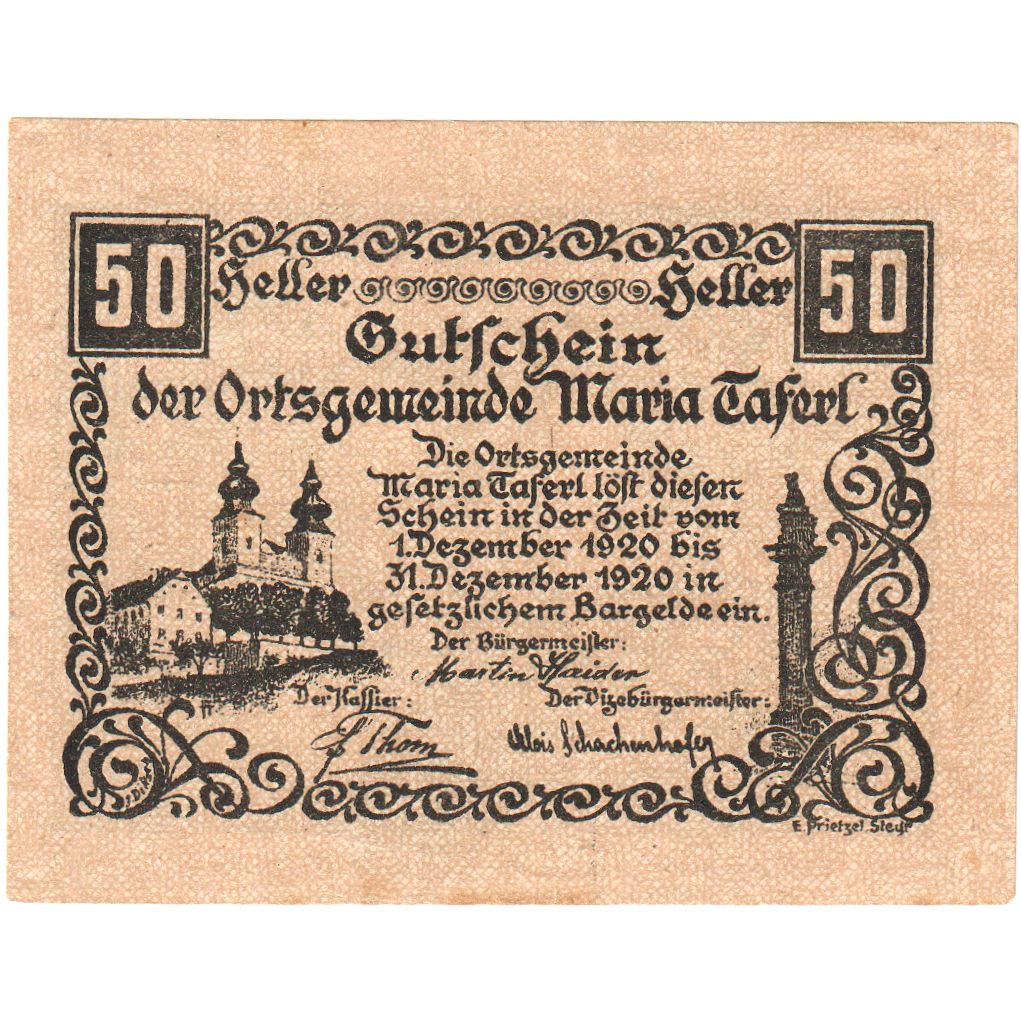 50 50
Heller Heller
Gutschein
der Ortsgemeinde Maria Taferl
Die Ortsgemeinde
Maria Taferl löst diesen
Schein in der Zeit vom
1. Dezember 1920 bis
31. Dezember 1920 in
gesetzlichem Bargelde ein.
Der Bürgermeister:
Martin Haider
Der Kassier: Der Vizebürgermeister:
Thom Alois Schachenhofer
E. Prietzel, Steyr